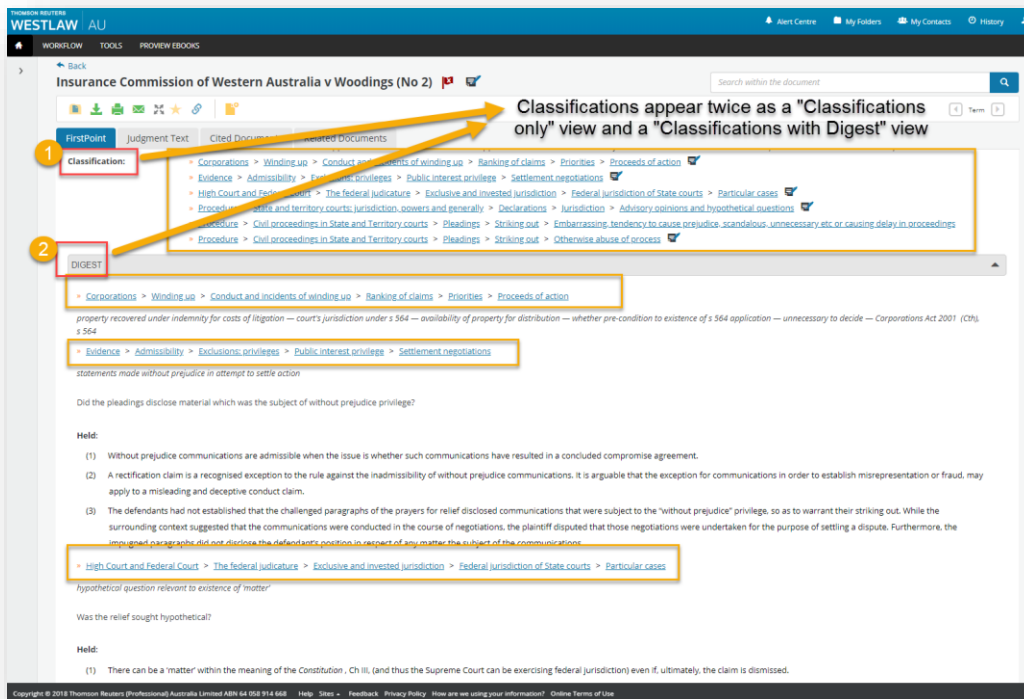 THOMSON REUTERS
WESTLAW AU
Alert Centre My Folders My Contacts History
WORKFLOW TOOLS PROVIEW EBOOKS
Back
Insurance Commission of Western Australia v Woodings (No 2)
Search within the document
Classifications appear twice as a "Classifications
only" view and a "Classifications with Digest" view
Term
FirstPoint Judgment Text Cited Related Documents
1
Classification:
» Corporations > Winding up > Conduct and incidents of winding up > Ranking of claims > Priorities > Proceeds of action
» Evidence > Admissibility > Exclusions: privileges > Public interest privilege > Settlement negotiations
» High Court and Federal Court > The federal judicature > Exclusive and invested jurisdiction > Federal jurisdiction of State courts > Particular cases
» Procedure > State and territory courts: jurisdiction, powers and generally > Declarations > Jurisdiction > Advisory opinions and hypothetical questions
Procedure > Civil proceedings in State and Territory courts > Pleadings > Striking out > Embarrassing, tendency to cause prejudice, scandalous, unnecessary etc or causing delay in proceedings
» Procedure > Civil proceedings in State and Territory courts > Pleadings > Striking out > Otherwise abuse of process
2
DIGEST
» Corporations > Winding up > Conduct and incidents of winding up > Ranking of claims > Priorities > Proceeds of action
property recovered under indemnity for costs of litigation — court's jurisdiction under s 564 — availability of property for distribution — whether pre-condition to existence of s 564 application — unnecessary to decide — Corporations Act 2001 (Cth),
s 564
» Evidence > Admissibility > Exclusions: privileges > Public interest privilege > Settlement negotiations
statements made without prejudice in attempt to settle action
Did the pleadings disclose material which was the subject of without prejudice privilege?
Held:
(1) Without prejudice communications are admissible when the issue is whether such communications have resulted in a concluded compromise agreement.
(2) A rectification claim is a recognised exception to the rule against the inadmissibility of without prejudice communications. It is arguable that the exception for communications in order to establish misrepresentation or fraud, may
apply to a misleading and deceptive conduct claim.
(3) The defendants had not established that the challenged paragraphs of the prayers for relief disclosed communications that were subject to the "without prejudice" privilege, so as to warrant their striking out. While the
surrounding context suggested that the communications were conducted in the course of negotiations, the plaintiff disputed that those negotiations were undertaken for the purpose of settling a dispute. Furthermore, the
impugned paragraphs did not disclose the defendant's position in respect of any matter the subject of the communications.
» High Court and Federal Court > The federal judicature > Exclusive and invested jurisdiction > Federal jurisdiction of State courts > Particular cases
hypothetical question relevant to existence of 'matter'
Was the relief sought hypothetical?
Held:
(1) There can be a 'matter' within the meaning of the Constitution , Ch III, (and thus the Supreme Court can be exercising federal jurisdiction) even if, ultimately, the claim is dismissed.
Copyright © 2018 Thomson Reuters (Professional) Australia Limited ABN 64 058 914 668 Help Sites Feedback Privacy Policy How are we using your information? Online Terms of Use